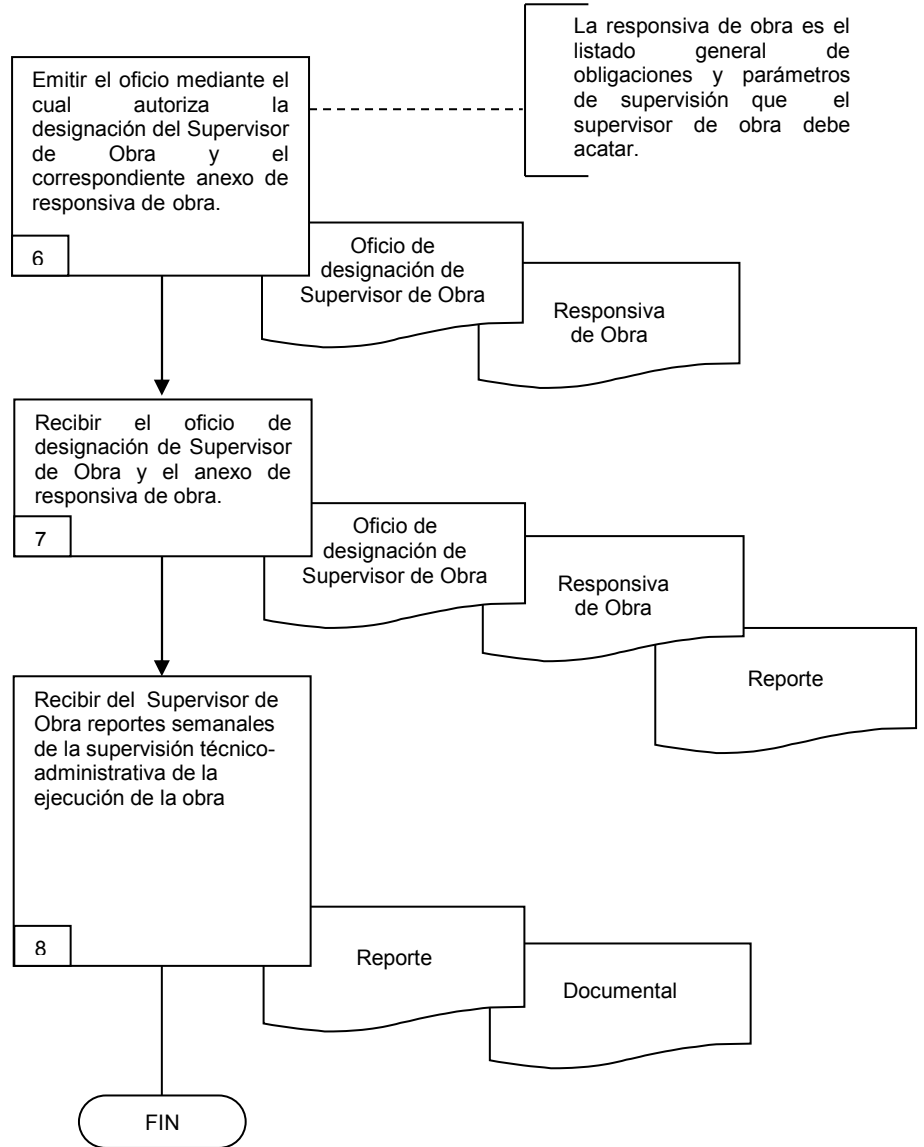 La responsiva de obra es el
listado general de
obligaciones y parámetros
de supervisión que el
supervisor de obra debe
acatar.
Emitir el oficio mediante el
cual autoriza la
designación del Supervisor
de Obra y el
correspondiente anexo de
responsiva de obra.
6
Oficio de
designación de
Supervisor de Obra
Responsiva
de Obra
Recibir el oficio de
designación de Supervisor
de Obra y el anexo de
responsiva de obra.
7
Oficio de
designación de
Supervisor de Obra
Responsiva
de Obra
Reporte
Recibir del Supervisor de
Obra reportes semanales
de la supervisión técnico-
administrativa de la
ejecución de la obra
8
Reporte
Documental
FIN